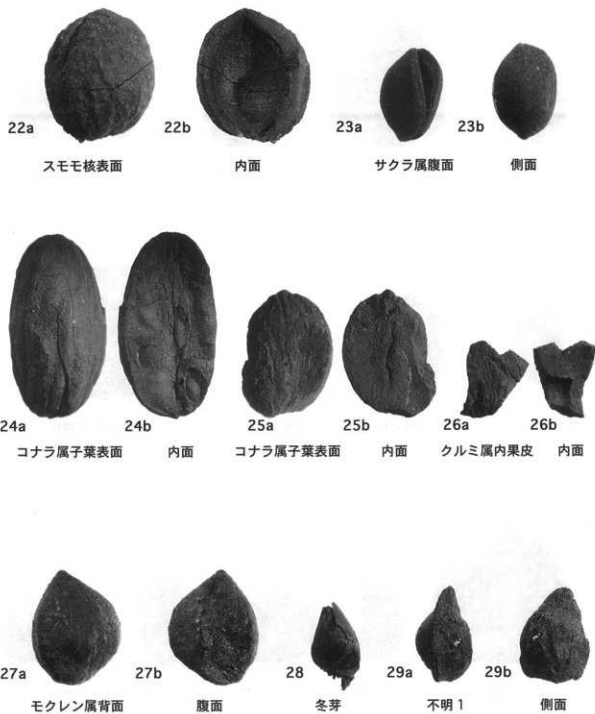 22a 22b 23a 23b
スモモ核表面 内面 サクラ属腹面 側面
24a 24b 25a 25b 26a 26b
コナラ属子葉表面 内面 コナラ属子葉表面 内面 クルミ属内果皮 内面
27a 27b 28 29a 29b
モクレン属背面 腹面 冬芽 不明1 側面